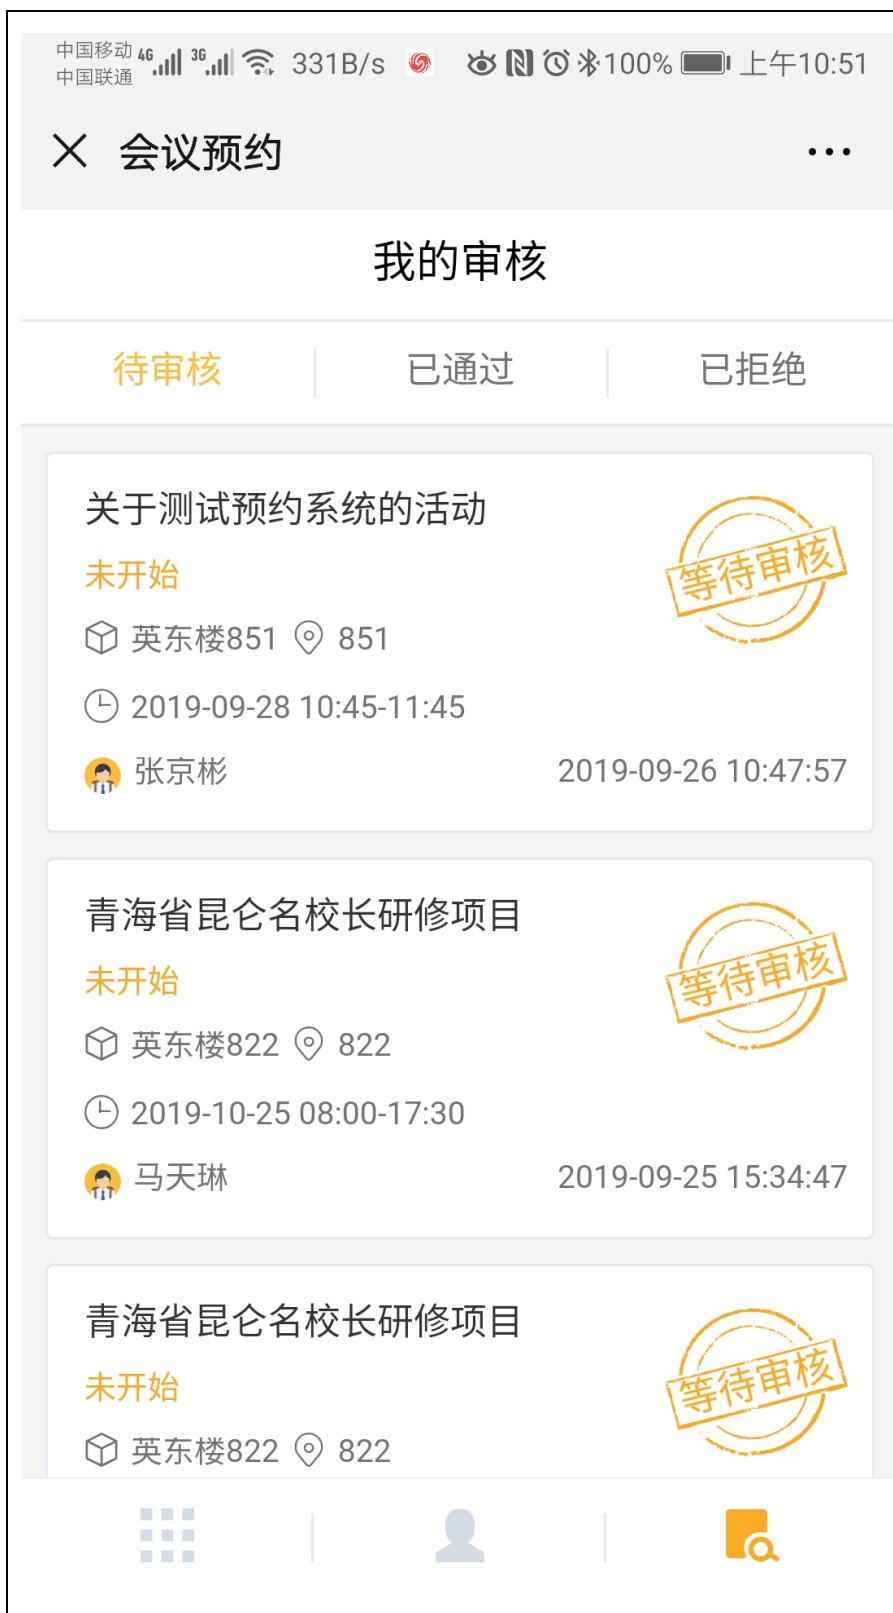 中国移动 4G 3G 331B/s 100% 上午10:51
中国联通
会议预约
我的审核
待审核 已通过 已拒绝
关于测试预约系统的活动
等待审核
未开始
英东楼851 851
2019-09-28 10:45-11:45
张京彬 2019-09-26 10:47:57
青海省昆仑名校长研修项目
等待审核
未开始
英东楼822 822
2019-10-25 08:00-17:30
马天琳 2019-09-25 15:34:47
青海省昆仑名校长研修项目
等待审核
未开始
英东楼822 822